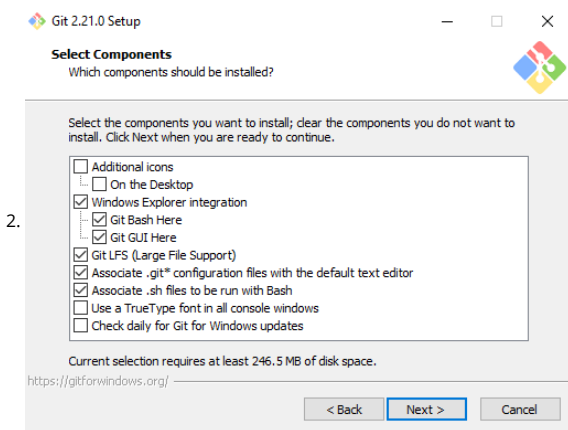 Git 2.21.0 Setup
Select Components
Which components should be installed?
Select the components you want to install; clear the components you do not want to
install. Click Next when you are ready to continue.
Additional icons
On the Desktop
Windows Explorer integration
2.
Git Bash Here
Git GUI Here
Git LFS (Large File Support)
Associate .git* configuration files with the default text editor
Associate .sh files to be run with Bash
Use a TrueType font in all console windows
Check daily for Git for Windows updates
Current selection requires at least 246.5 MB of disk space.
https://gitforwindows.org/
< Back Next > Cancel